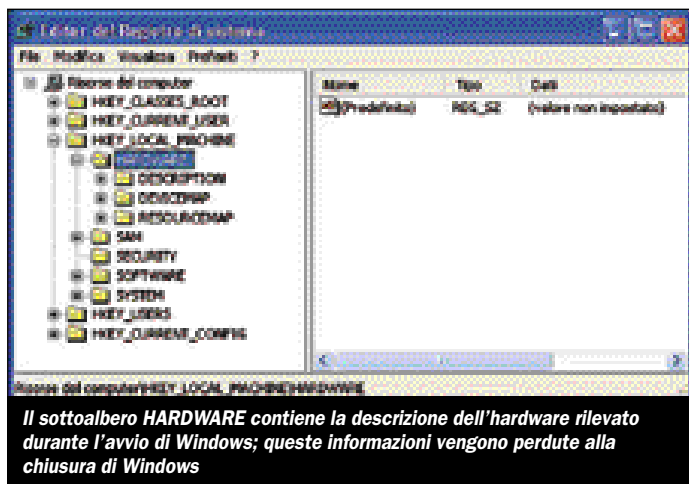 Editor del Registro di sistema
File Modifica Visualizza Preferiti ?
Risorse del computer
HKEY_CLASSES_ROOT
HKEY_CURRENT_USER
HKEY_LOCAL_MACHINE
HARDWARE
DESCRIPTION
DEVICEMAP
RESOURCEMAP
SAM
SECURITY
SOFTWARE
SYSTEM
HKEY_USERS
HKEY_CURRENT_CONFIG
Nome Tipo Dati
(Predefinito) REG_SZ (valore non impostato)
Risorse del computer\HKEY_LOCAL_MACHINE\HARDWARE
Il sottoalbero HARDWARE contiene la descrizione dell'hardware rilevato
durante l'avvio di Windows; queste informazioni vengono perdute alla
chiusura di Windows